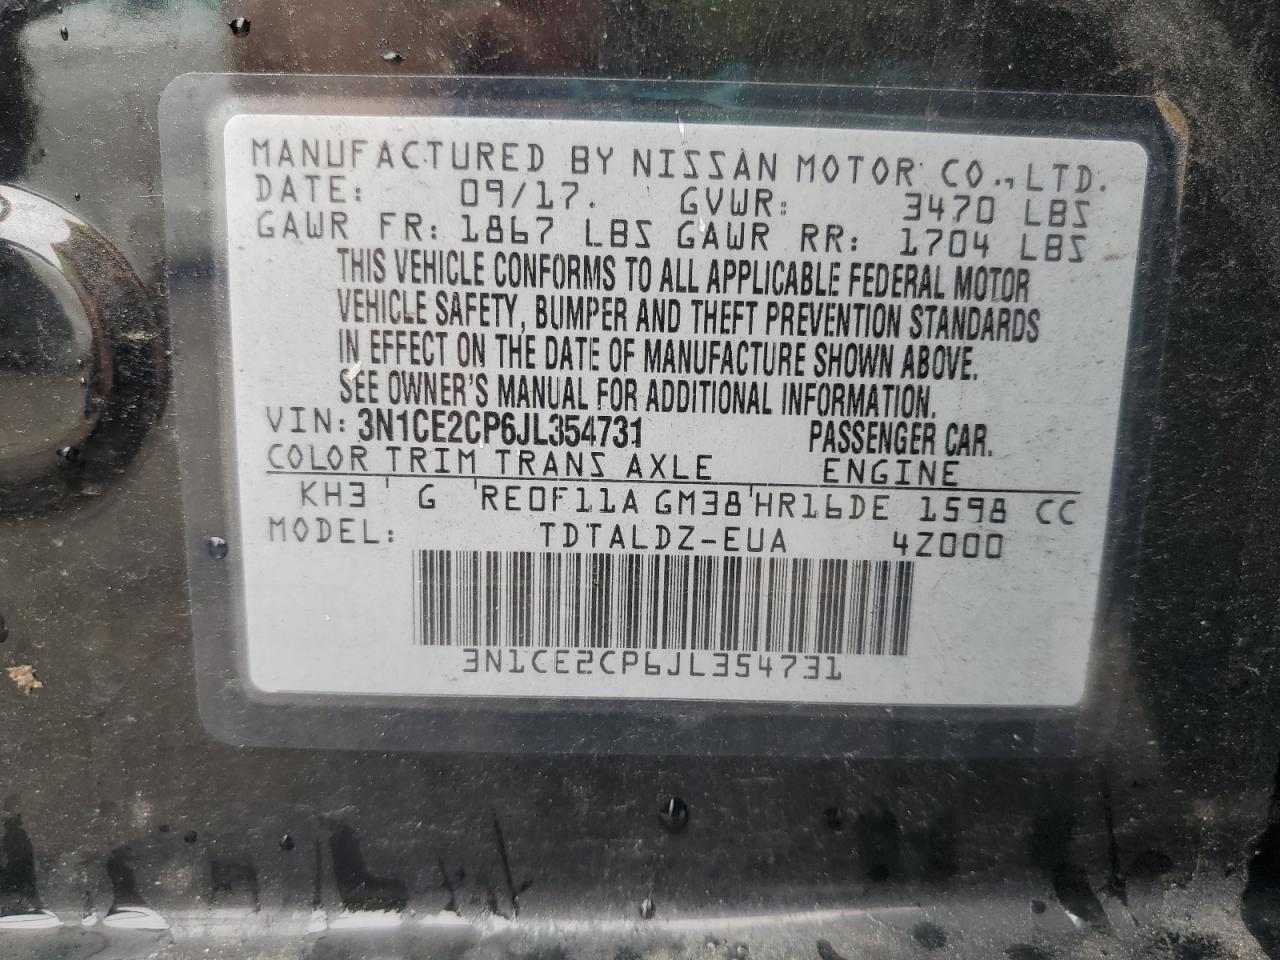 MANUFACTURED BY NISSAN MOTOR CO.,LTD.
DATE: 09/17. GVWR: 3470 LBS
GAWR FR: 1867 LBS GAWR RR: 1704 LBS
THIS VEHICLE CONFORMS TO ALL APPLICABLE FEDERAL MOTOR
VEHICLE SAFETY, BUMPER AND THEFT PREVENTION STANDARDS
IN EFFECT ON THE DATE OF MANUFACTURE SHOWN ABOVE.
SEE OWNER'S MANUAL FOR ADDITIONAL INFORMATION.
VIN: 3N1CE2CP6JL354731 PASSENGER CAR.
COLOR TRIM TRANS AXLE ENGINE
KH3 G RE0F11A GM38 HR16DE 1598 CC
MODEL: TDTALDZ-EUA 4Z000
3N1CE2CP6JL354731